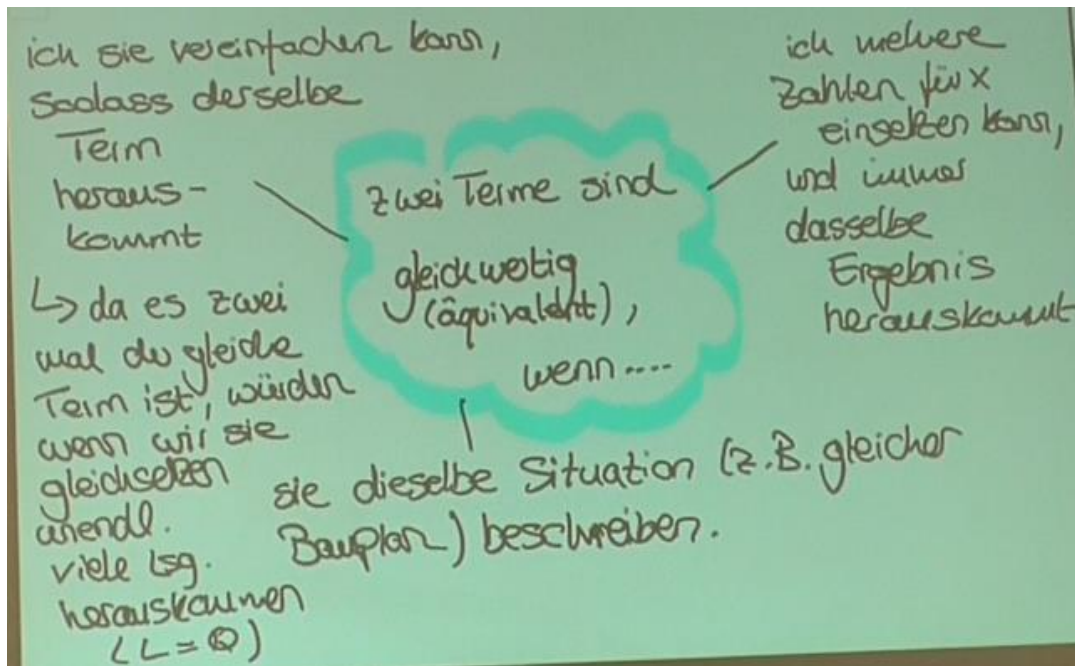 ich sie vereinfachen kann,
sodass derselbe
Term
heraus-
kommt
↳ da es zwei
mal der gleiche
Term ist, würden
wenn wir sie
gleichsetzen
unendl.
viele Lsg.
herauskommen
(L=ℚ)
zwei Terme sind
gleichwertig
(äquivalent),
wenn....
ich mehrere
Zahlen für x
einsetzen kann,
und immer
dasselbe
Ergebnis
herauskommt
sie dieselbe Situation (z.B. gleicher
Bauplan) beschreiben.